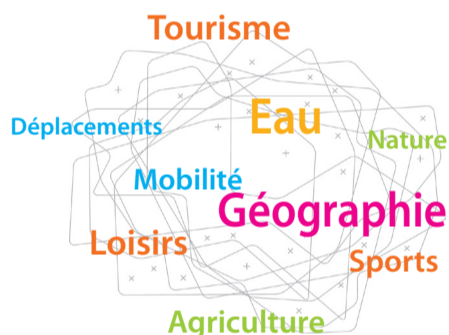 Tourisme
Eau
Déplacements
Nature
Mobilité
Géographie
Loisirs
Sports
Agriculture